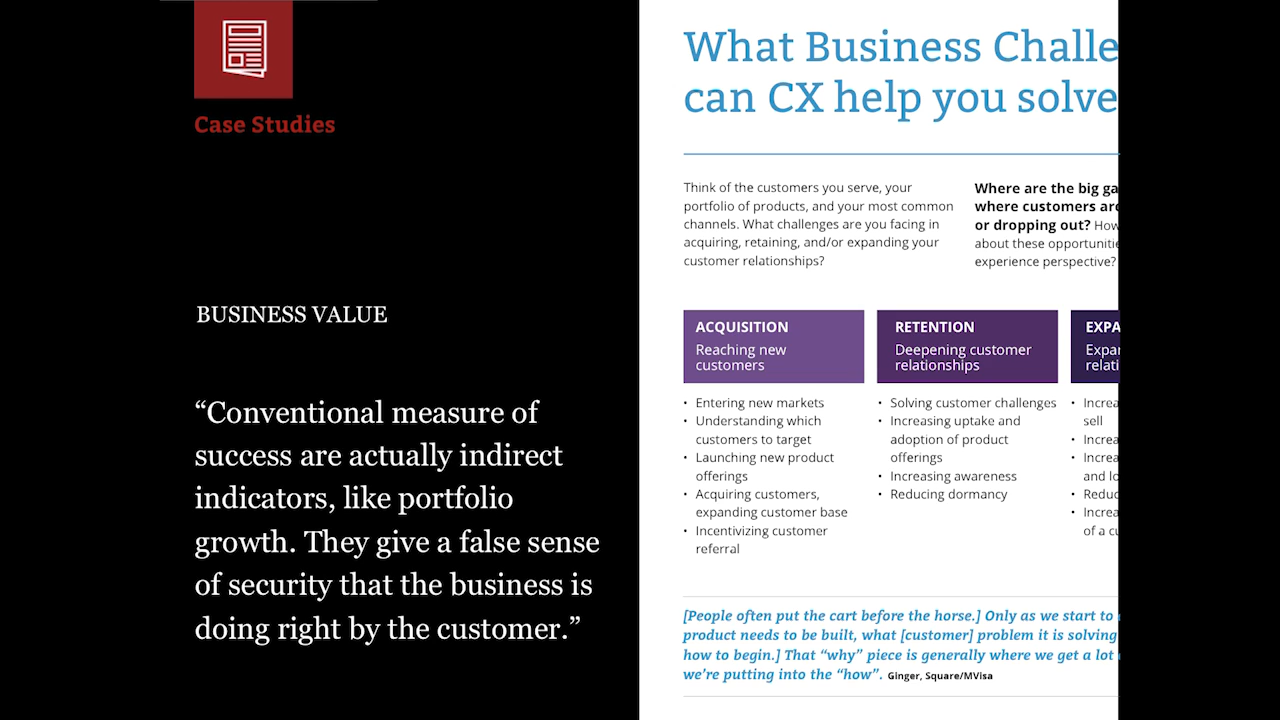 Case Studies
BUSINESS VALUE
“Conventional measure of
success are actually indirect
indicators, like portfolio
growth. They give a false sense
of security that the business is
doing right by the customer.”
What Business Challe
can CX help you solve
Think of the customers you serve, your
portfolio of products, and your most common
channels. What challenges are you facing in
acquiring, retaining, and/or expanding your
customer relationships?
Where are the big ga
where customers are
or dropping out? How
about these opportunitie
experience perspective?
ACQUISITION
Reaching new
customers
• Entering new markets
• Understanding which
customers to target
• Launching new product
offerings
• Acquiring customers,
expanding customer base
• Incentivizing customer
referral
RETENTION
Deepening customer
relationships
• Solving customer challenges
• Increasing uptake and
adoption of product
offerings
• Increasing awareness
• Reducing dormancy
EXPA
Expan
relati
• Increa
sell
• Increa
• Increa
and lo
• Reduc
• Increa
of a cu
[People often put the cart before the horse.] Only as we start to
product needs to be built, what [customer] problem it is solving
how to begin.] That “why” piece is generally where we get a lot
we’re putting into the “how”. Ginger, Square/MVisa